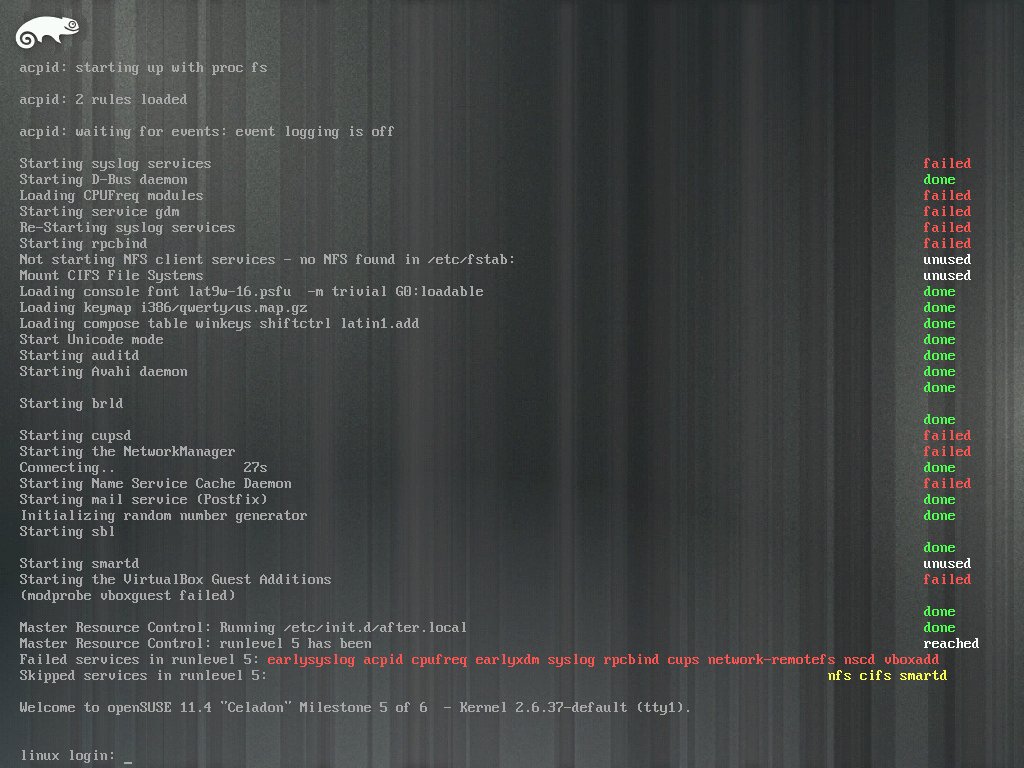 acpid: starting up with proc fs
acpid: 2 rules loaded
acpid: waiting for events: event logging is off
Starting syslog services failed
Starting D-Bus daemon done
Loading CPUFreq modules failed
Starting service gdm failed
Re-Starting syslog services failed
Starting rpcbind failed
Not starting NFS client services - no NFS found in /etc/fstab: unused
Mount CIFS File Systems unused
Loading console font lat9w-16.psfu  -m trivial G0:loadable done
Loading keymap i386/qwerty/us.map.gz done
Loading compose table winkeys shiftctrl latin1.add done
Start Unicode mode done
Starting auditd done
Starting Avahi daemon done
done
Starting brld
done
Starting cupsd failed
Starting the NetworkManager failed
Connecting.. 27s done
Starting Name Service Cache Daemon failed
Starting mail service (Postfix) done
Initializing random number generator done
Starting sbl
done
Starting smartd unused
Starting the VirtualBox Guest Additions failed
(modprobe vboxguest failed)
done
Master Resource Control: Running /etc/init.d/after.local done
Master Resource Control: runlevel 5 has been reached
Failed services in runlevel 5: earlysyslog acpid cpufreq earlyxdm syslog rpcbind cups network-remotefs nscd vboxadd
Skipped services in runlevel 5: nfs cifs smartd
Welcome to openSUSE 11.4 "Celadon" Milestone 5 of 6  - Kernel 2.6.37-default (tty1).
linux login: _